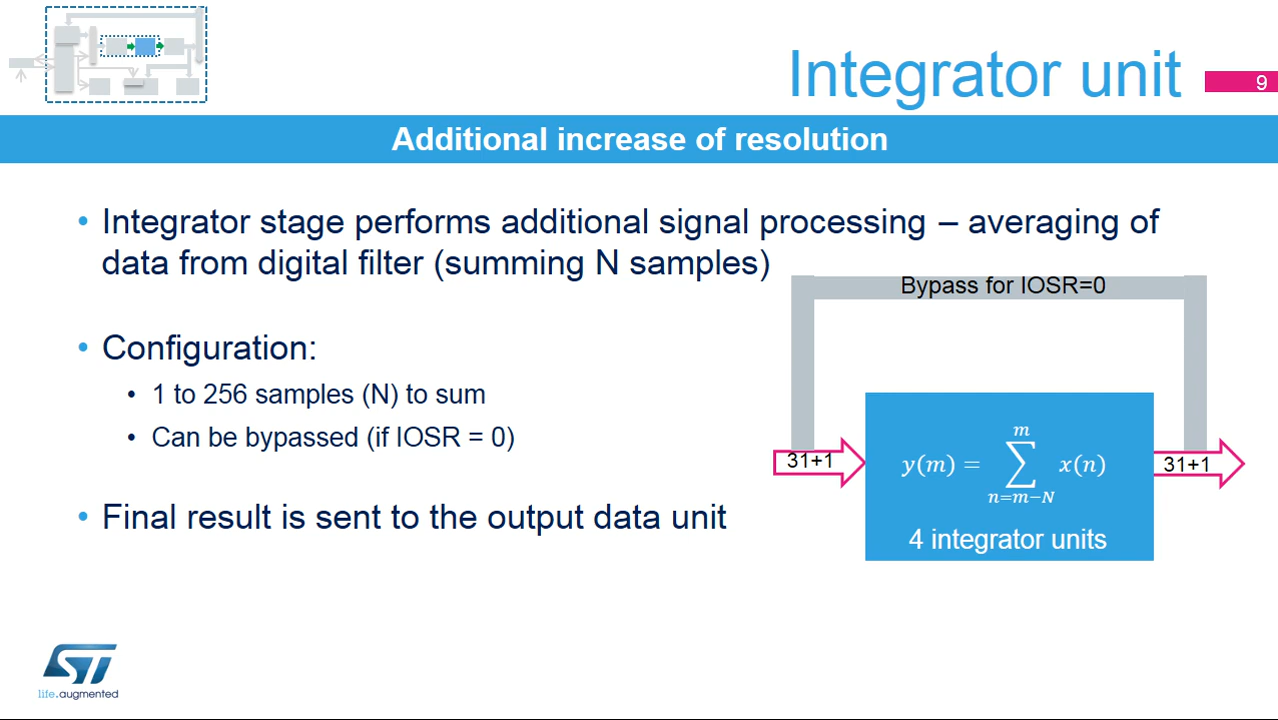 Integrator unit
9
Additional increase of resolution
• Integrator stage performs additional signal processing – averaging of
data from digital filter (summing N samples)
Bypass for IOSR=0
• Configuration:
• 1 to 256 samples (N) to sum
• Can be bypassed (if IOSR = 0)
31+1
y(m) = ∑_{n=m−N}^{m} x(n)
31+1
4 integrator units
• Final result is sent to the output data unit
ST
life.augmented